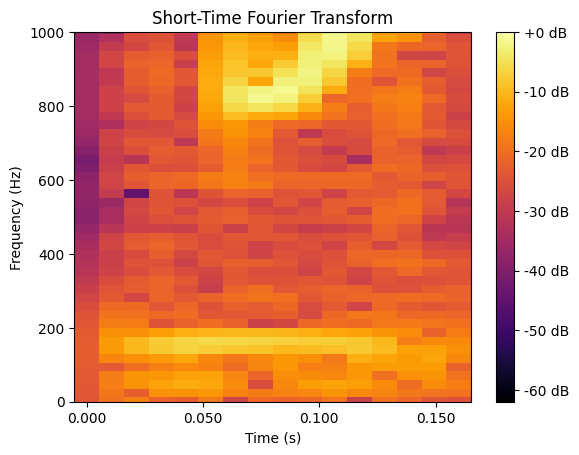 Short-Time Fourier Transform
1000
800
600
400
200
0
Frequency (Hz)
0.000
0.050
0.100
0.150
Time (s)
+0 dB
-10 dB
-20 dB
-30 dB
-40 dB
-50 dB
-60 dB